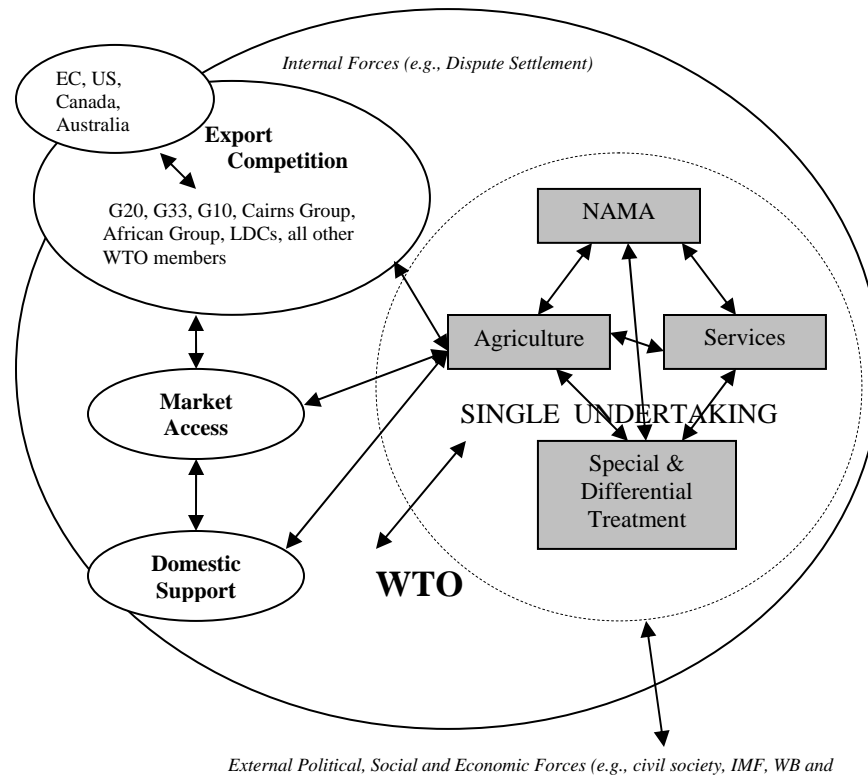 Internal Forces (e.g., Dispute Settlement)
EC, US,
Canada,
Australia
Export
Competition
G20, G33, G10, Cairns Group,
African Group, LDCs, all other
WTO members
NAMA
Agriculture
Services
Market
Access
SINGLE UNDERTAKING
Special &
Differential
Treatment
Domestic
Support
WTO
External Political, Social and Economic Forces (e.g., civil society, IMF, WB and